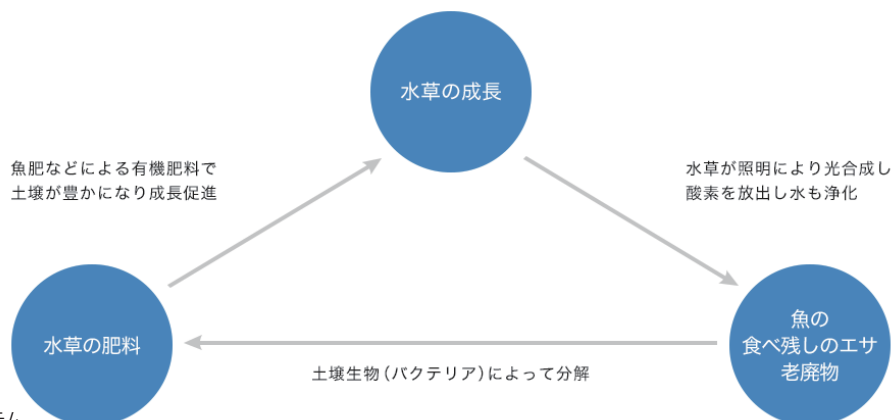 水草の成長
魚肥などによる有機肥料で
土壌が豊かになり成長促進
水草が照明により光合成し
酸素を放出し水も浄化
水草の肥料
魚の
食べ残しのエサ
老廃物
土壌生物(バクテリア)によって分解